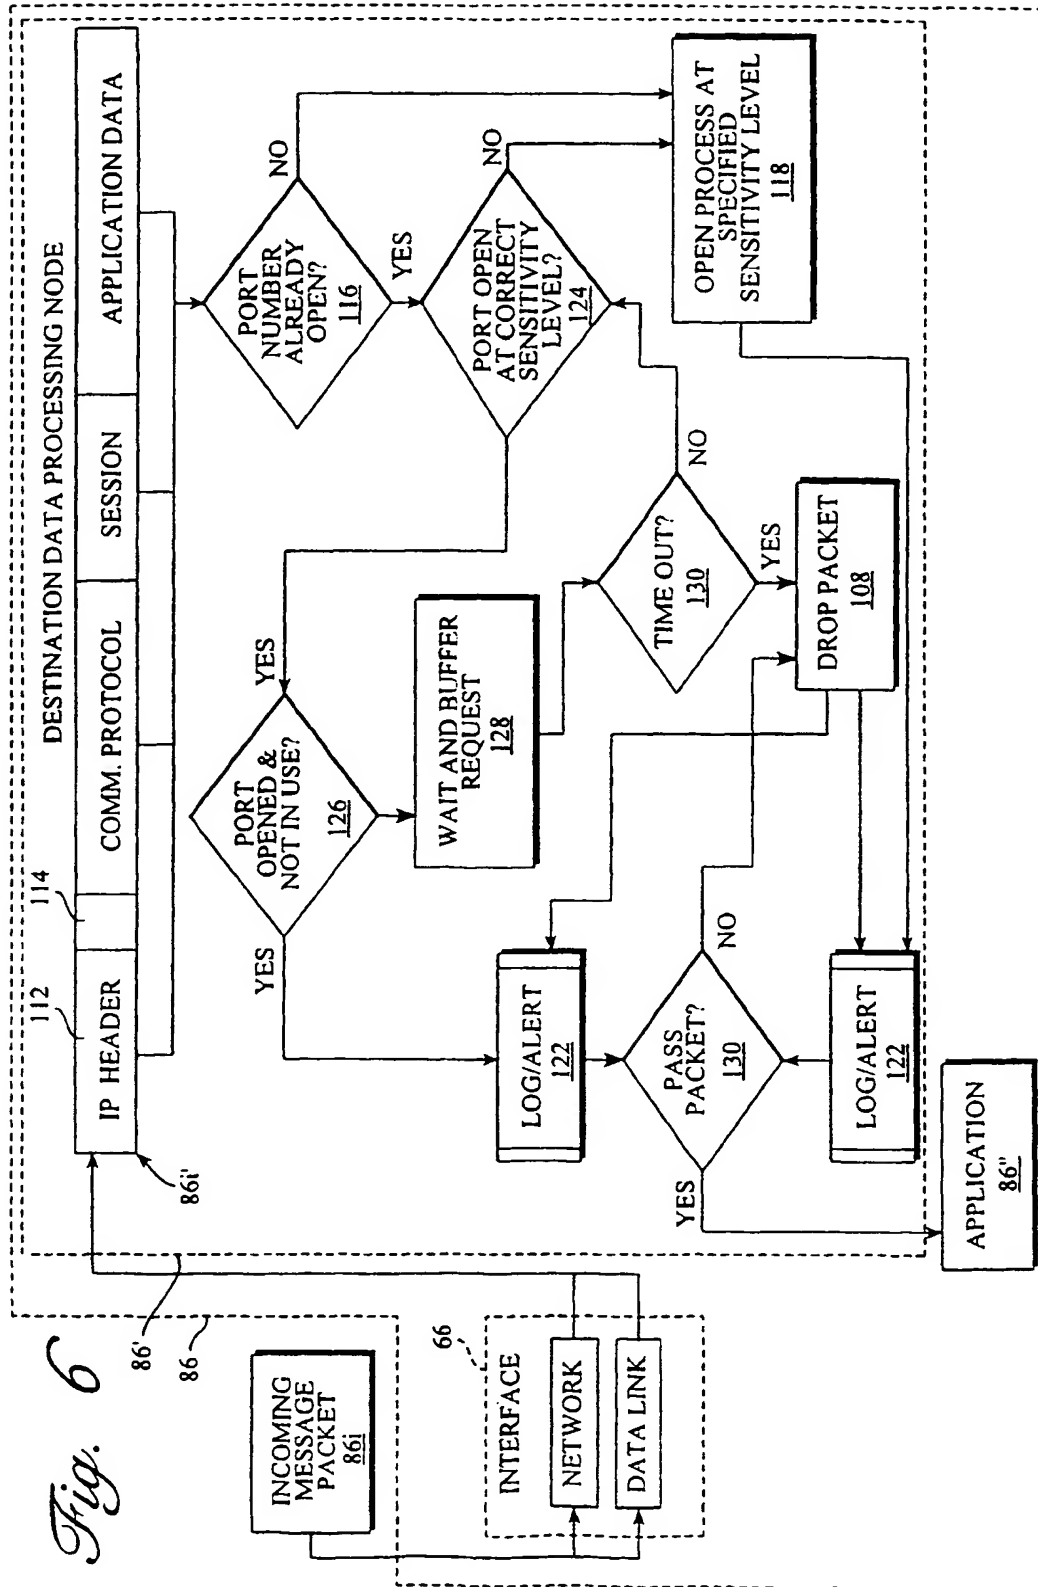 Fig. 6
DESTINATION DATA PROCESSING NODE
112
114
IP HEADER
COMM. PROTOCOL
SESSION
APPLICATION DATA
86i'
86'
86
INCOMING
MESSAGE
PACKET
86i
66
INTERFACE
NETWORK
DATA LINK
PORT
NUMBER
ALREADY
OPEN?
116
NO
YES
PORT OPEN
AT CORRECT
SENSITIVITY
LEVEL?
124
NO
YES
PORT
OPENED &
NOT IN USE?
126
YES
WAIT AND BUFFER
REQUEST
128
TIME OUT?
130
NO
YES
OPEN PROCESS AT
SPECIFIED
SENSITIVITY LEVEL
118
LOG/ALERT
122
PASS
PACKET?
130
NO
YES
DROP PACKET
108
LOG/ALERT
122
APPLICATION
86"